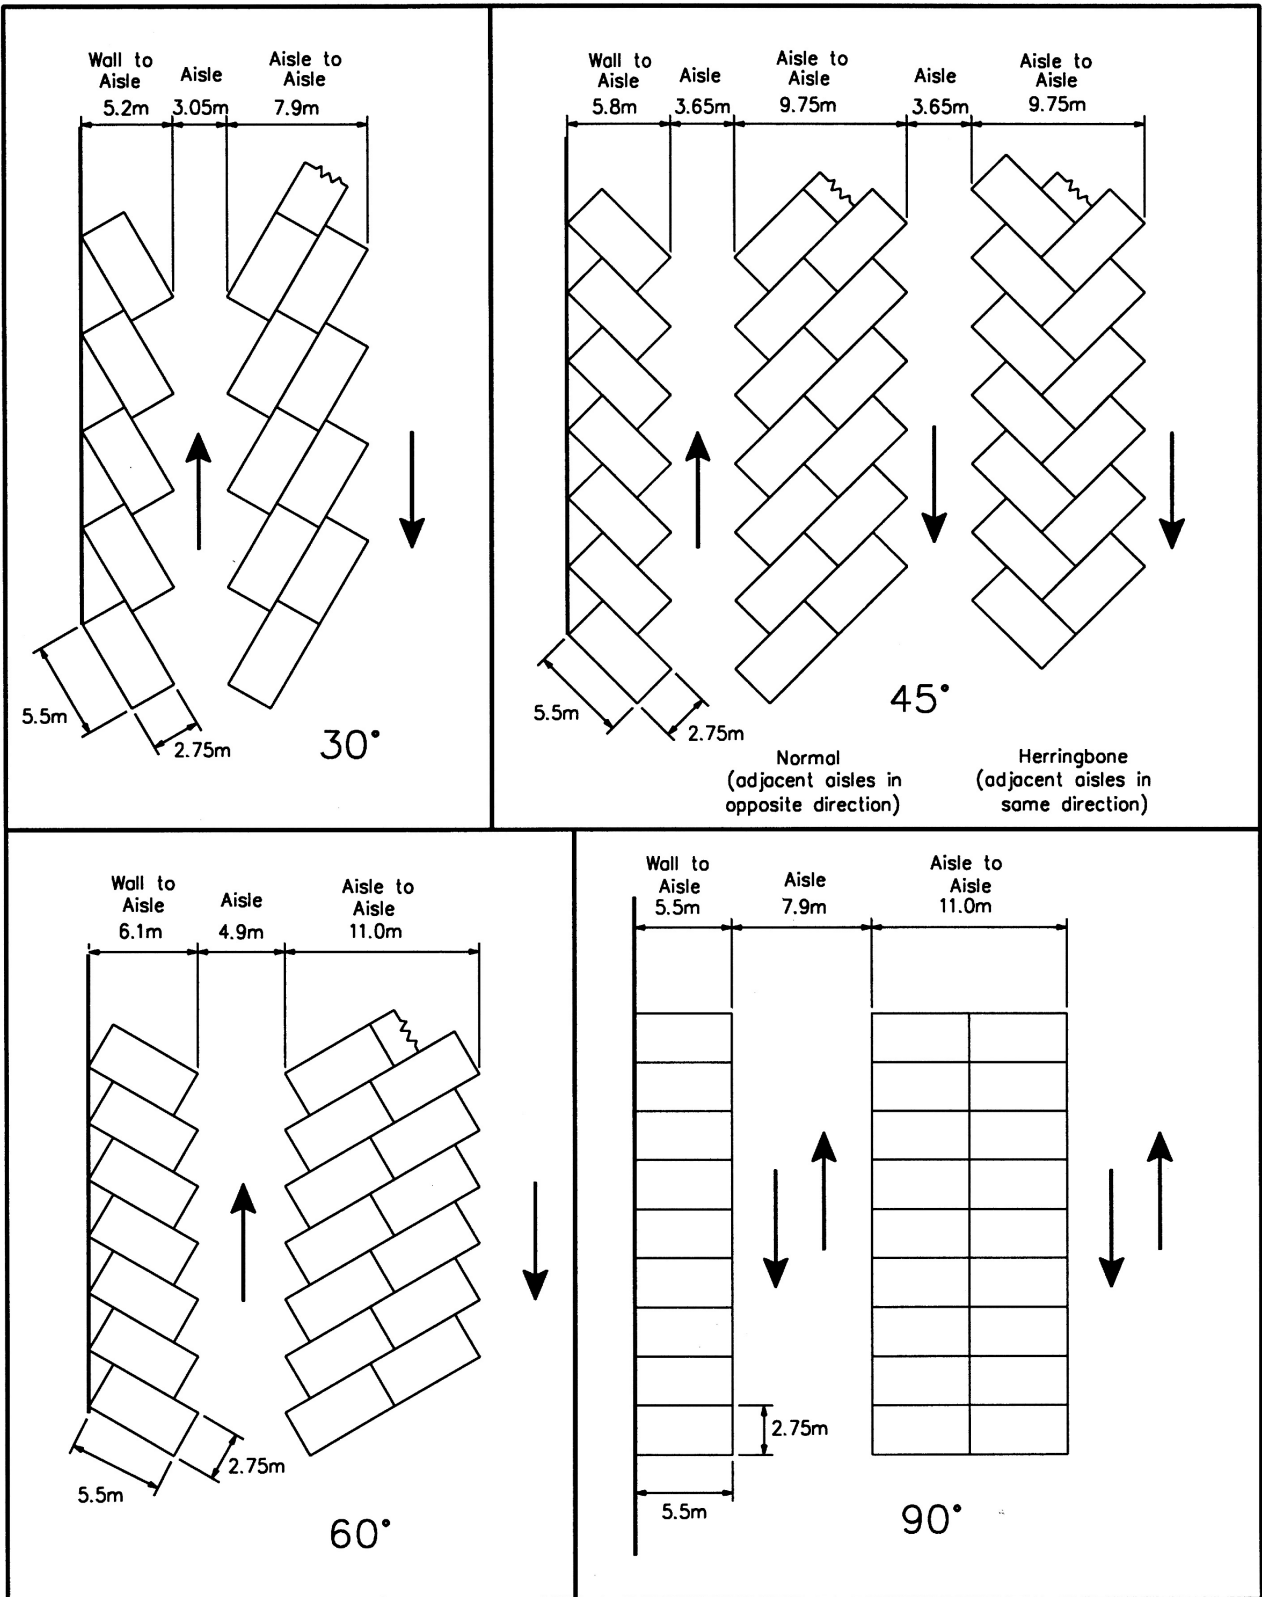 Wall to
Aisle
5.2m
Aisle
3.05m
Aisle to
Aisle
7.9m
5.5m
2.75m
30°
Wall to
Aisle
5.8m
Aisle
3.65m
Aisle to
Aisle
9.75m
Aisle
3.65m
Aisle to
Aisle
9.75m
5.5m
2.75m
45°
Normal
(adjacent aisles in
opposite direction)
Herringbone
(adjacent aisles in
same direction)
Wall to
Aisle
6.1m
Aisle
4.9m
Aisle to
Aisle
11.0m
5.5m
2.75m
60°
Wall to
Aisle
5.5m
Aisle
7.9m
Aisle to
Aisle
11.0m
2.75m
5.5m
90°